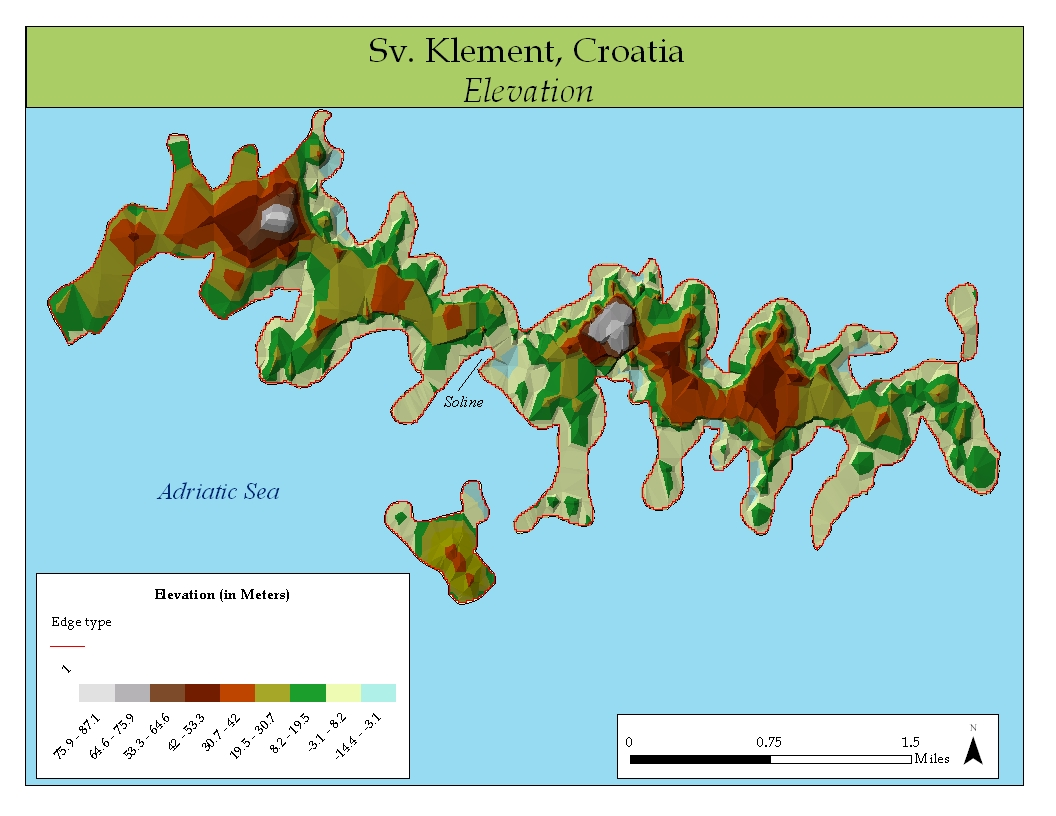 Sv. Klement, Croatia
Elevation
Soline
Adriatic Sea
Elevation (in Meters)
Edge type
1
75.9 - 87.1
64.6 - 75.9
53.3 - 64.6
42 - 53.3
30.7 - 42
19.5 - 30.7
8.2 - 19.5
-3.1 - 8.2
-14.4 - -3.1
N
0 0.75 1.5
Miles